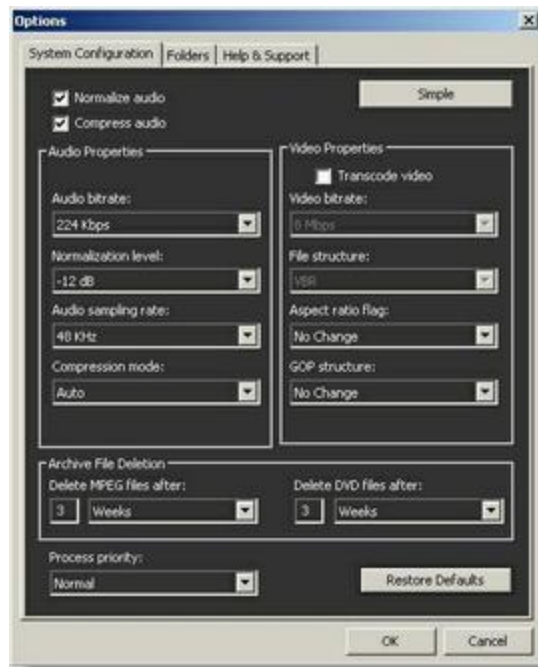 Options
System Configuration
Folders
Help & Support
Normalize audio
Simple
Compress audio
Audio Properties
Video Properties
Transcode video
Audio bitrate:
Video bitrate:
224 Kbps
8 Mbps
Normalization level:
File structure:
-12 dB
VBR
Audio sampling rate:
Aspect ratio flag:
48 KHz
No Change
Compression mode:
GOP structure:
Auto
No Change
Archive File Deletion
Delete MPEG files after:
Delete DVD files after:
3
Weeks
3
Weeks
Process priority:
Normal
Restore Defaults
OK
Cancel